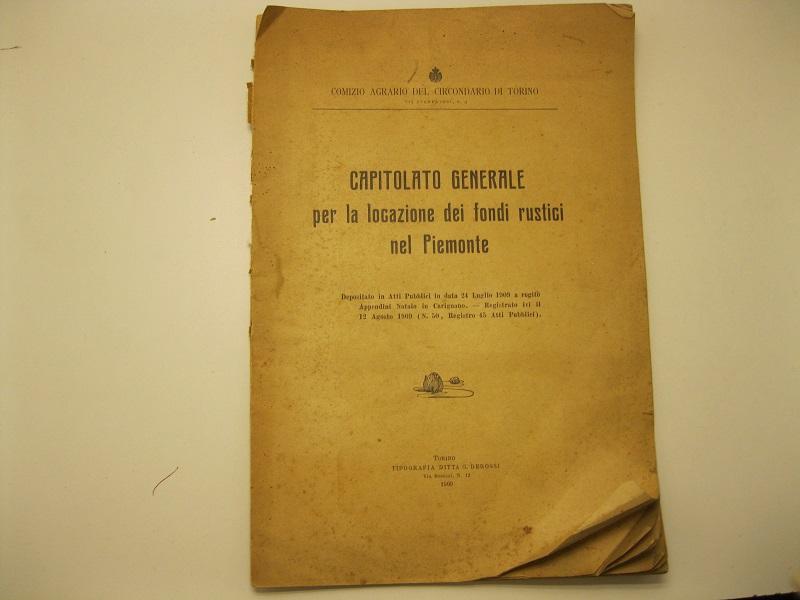 COMIZIO AGRARIO DEL CIRCONDARIO DI TORINO
CAPITOLATO GENERALE
per la locazione dei fondi rustici
nel Piemonte
Depositato in Atti Pubblici in data 24 Luglio 1909 a rogito
Appendini Notaio in Carignano. — Registrato ivi il
12 Agosto 1909 (N. 50, Registro 45 Atti Pubblici).
TORINO
TIPOGRAFIA DITTA G. DEROSSI
1909